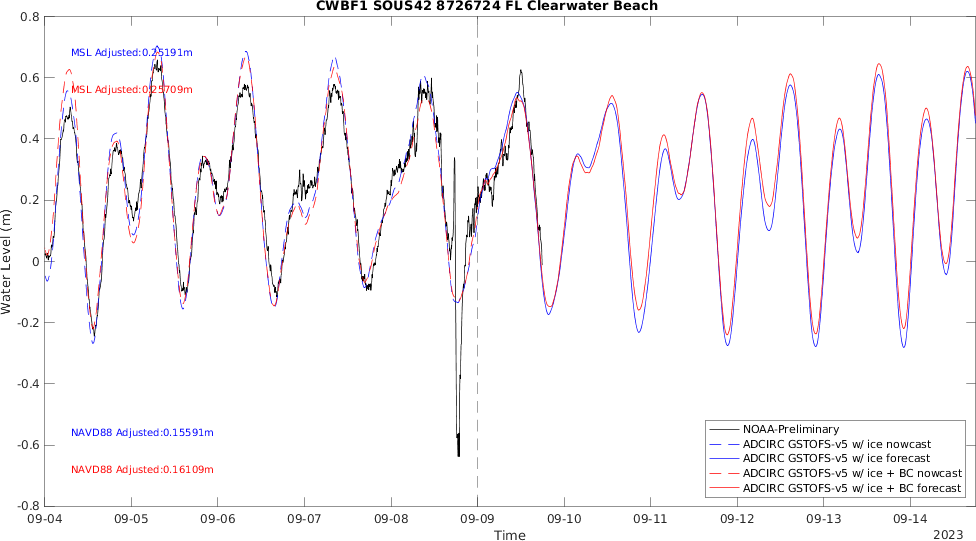 CWBF1 SOUS42 8726724 FL Clearwater Beach
0.8
0.6
0.4
0.2
0
-0.2
-0.4
-0.6
-0.8
Water Level (m)
MSL Adjusted:0.25191m
MSL Adjusted:0.25709m
NAVD88 Adjusted:0.15591m
NAVD88 Adjusted:0.16109m
NOAA-Preliminary
ADCIRC GSTOFS-v5 w/ ice nowcast
ADCIRC GSTOFS-v5 w/ ice forecast
ADCIRC GSTOFS-v5 w/ ice + BC nowcast
ADCIRC GSTOFS-v5 w/ ice + BC forecast
09-04 09-05 09-06 09-07 09-08 09-09 09-10 09-11 09-12 09-13 09-14
Time
2023